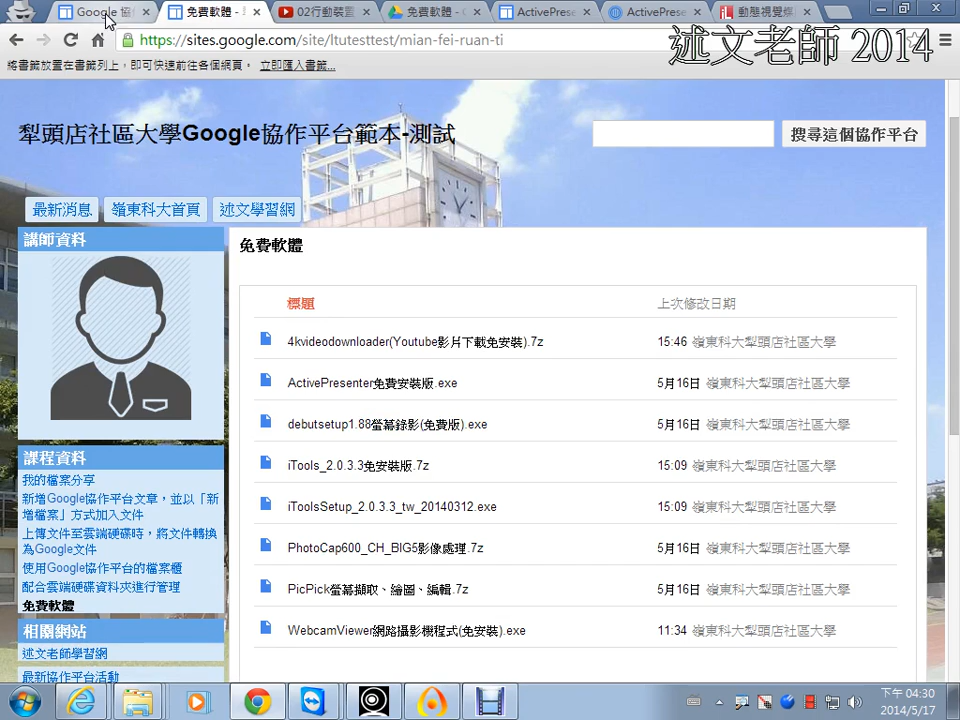 Google 協
免費軟體 -
02行動裝置
免費軟體 - G
ActivePrese
ActivePrese
動態視覺燦
https://sites.google.com/site/ltutesttest/mian-fei-ruan-ti
述文老師 2014
將書籤放置在書籤列上，即可快速前往各個網頁。 立即匯入書籤...
犁頭店社區大學Google協作平台範本-測試
搜尋這個協作平台
最新消息
嶺東科大首頁
述文學習網
講師資料
免費軟體
標題 上次修改日期
4kvideodownloader(Youtube影片下載免安裝).7z 15:46 嶺東科大犁頭店社區大學
ActivePresenter免費安裝版.exe 5月16日 嶺東科大犁頭店社區大學
debutsetup1.88螢幕錄影(免費版).exe 5月16日 嶺東科大犁頭店社區大學
iTools_2.0.3.3免安裝版.7z 15:09 嶺東科大犁頭店社區大學
iToolsSetup_2.0.3.3_tw_20140312.exe 15:09 嶺東科大犁頭店社區大學
PhotoCap600_CH_BIG5影像處理.7z 5月16日 嶺東科大犁頭店社區大學
PicPick螢幕擷取、繪圖、編輯.7z 5月16日 嶺東科大犁頭店社區大學
WebcamViewer網路攝影機程式(免安裝).exe 11:34 嶺東科大犁頭店社區大學
課程資料
我的檔案分享
新增Google協作平台文章，並以「新
增檔案」方式加入文件
上傳文件至雲端硬碟時，將文件轉換
為Google文件
使用Google協作平台的檔案櫃
配合雲端硬碟資料夾進行管理
免費軟體
相關網站
述文老師學習網
最新協作平台活動
下午 04:30
2014/5/17